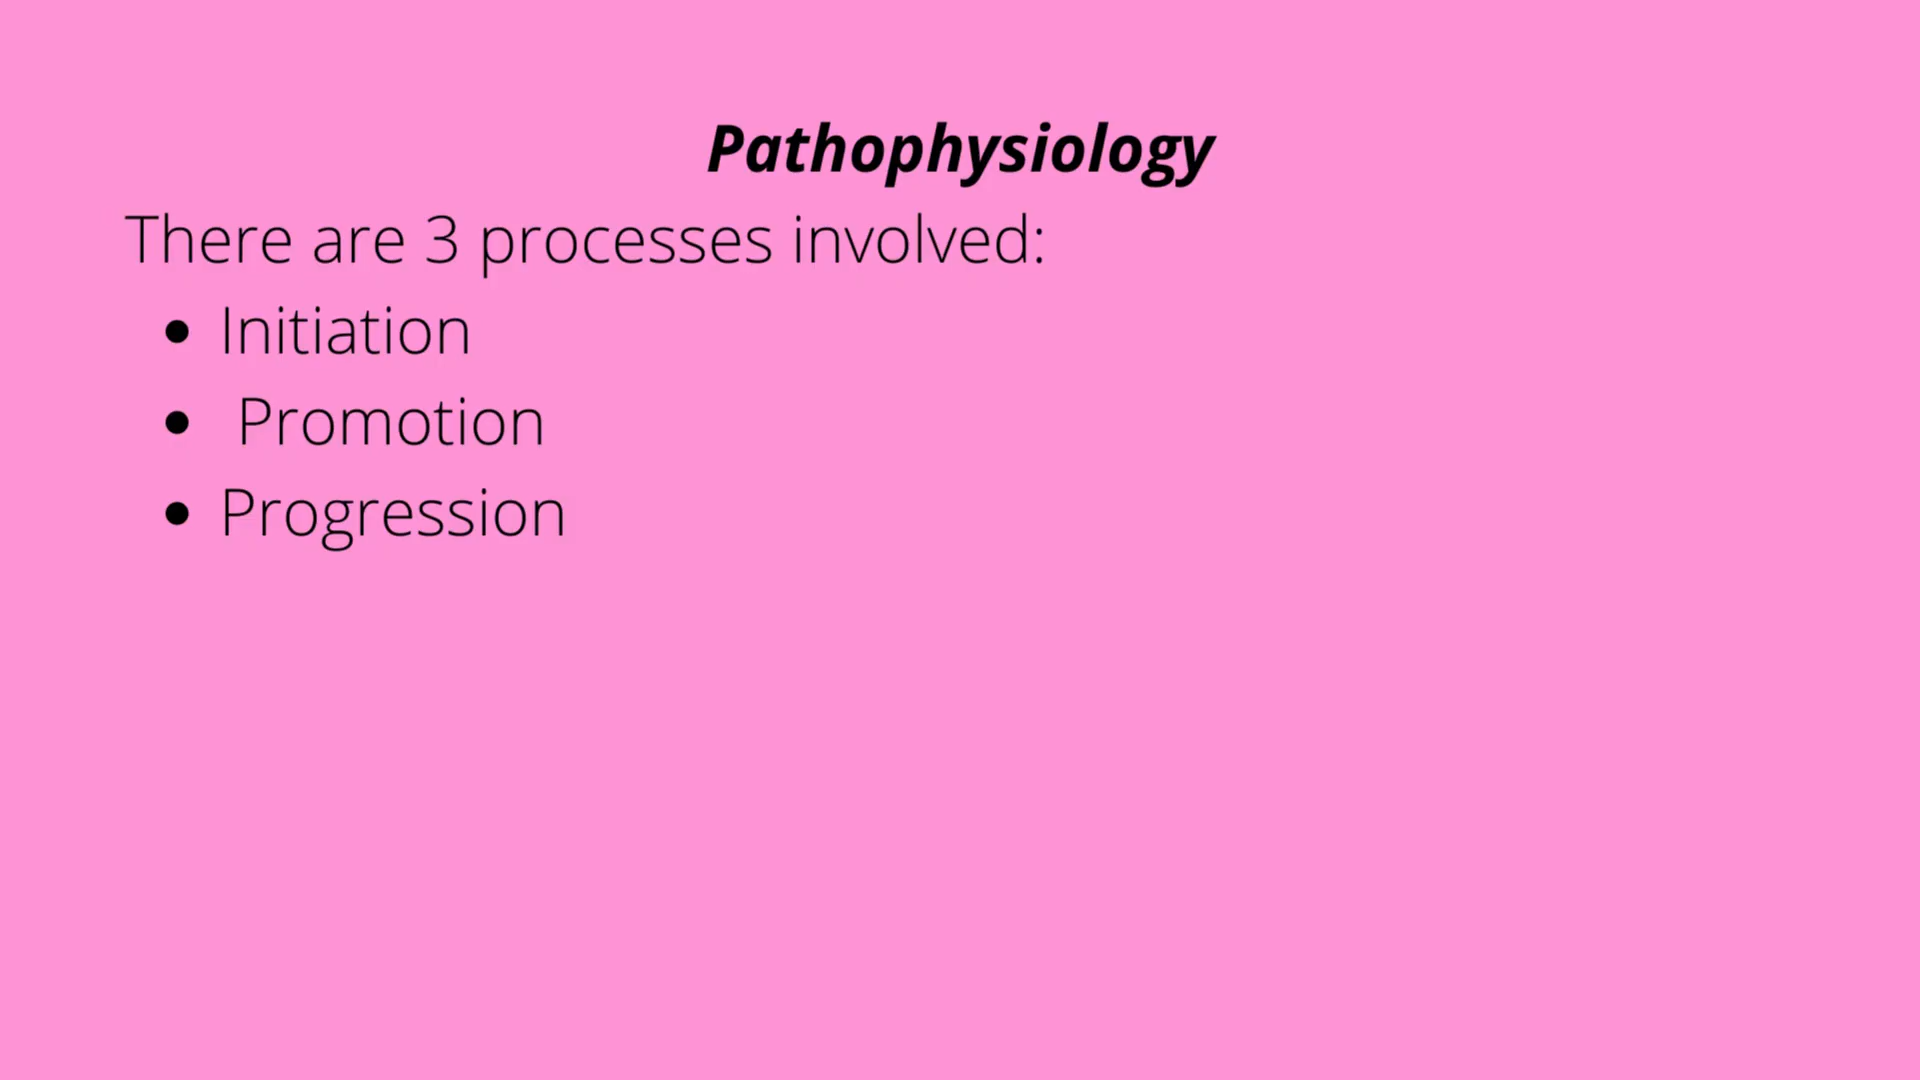 Pathophysiology
There are 3 processes involved:
• Initiation
• Promotion
• Progression